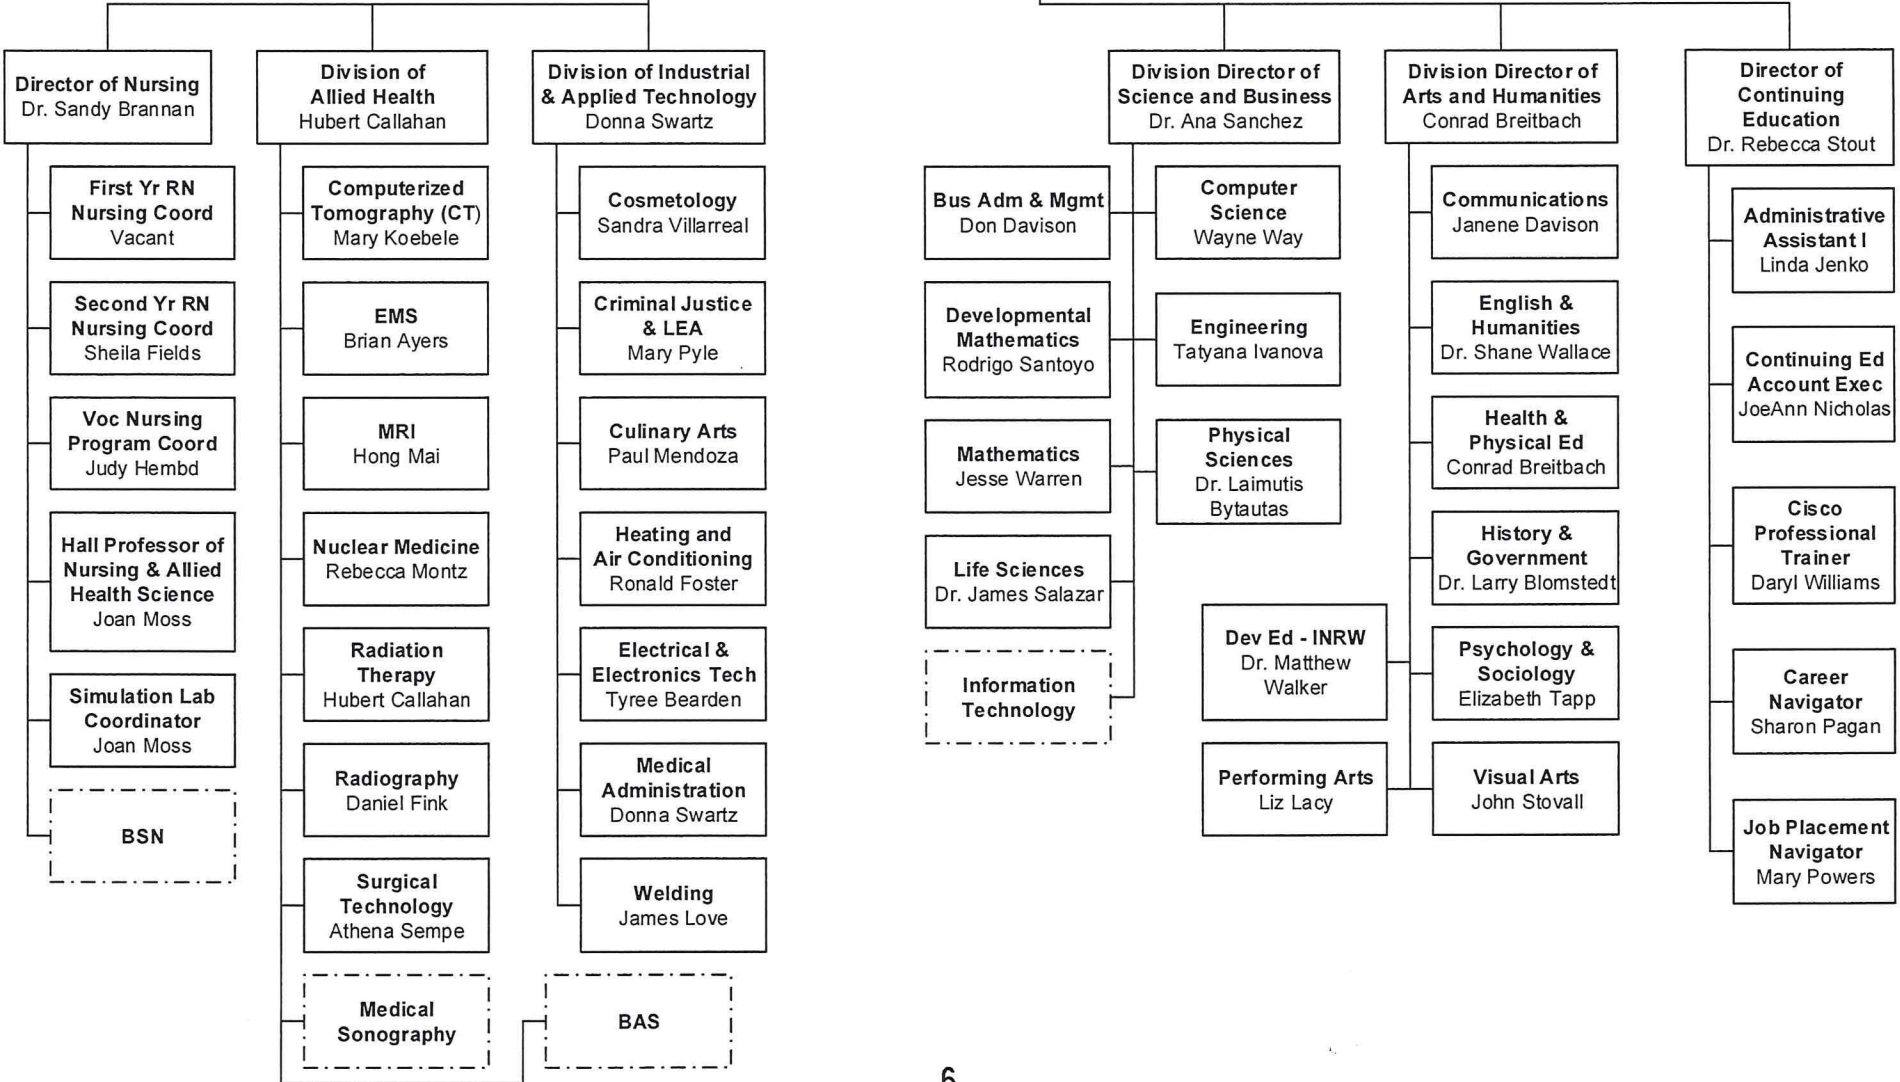 Director of Nursing
Dr. Sandy Brannan
First Yr RN
Nursing Coord
Vacant
Second Yr RN
Nursing Coord
Sheila Fields
Voc Nursing
Program Coord
Judy Hembd
Hall Professor of
Nursing & Allied
Health Science
Joan Moss
Simulation Lab
Coordinator
Joan Moss
BSN
Division of
Allied Health
Hubert Callahan
Computerized
Tomography (CT)
Mary Koebele
EMS
Brian Ayers
MRI
Hong Mai
Nuclear Medicine
Rebecca Montz
Radiation
Therapy
Hubert Callahan
Radiography
Daniel Fink
Surgical
Technology
Athena Sempe
Medical
Sonography
BAS
Division of Industrial
& Applied Technology
Donna Swartz
Cosmetology
Sandra Villarreal
Criminal Justice
& LEA
Mary Pyle
Culinary Arts
Paul Mendoza
Heating and
Air Conditioning
Ronald Foster
Electrical &
Electronics Tech
Tyree Bearden
Medical
Administration
Donna Swartz
Welding
James Love
Division Director of
Science and Business
Dr. Ana Sanchez
Bus Adm & Mgmt
Don Davison
Computer
Science
Wayne Way
Developmental
Mathematics
Rodrigo Santoyo
Engineering
Tatyana Ivanova
Mathematics
Jesse Warren
Physical
Sciences
Dr. Laimutis
Bytautas
Life Sciences
Dr. James Salazar
Information
Technology
Division Director of
Arts and Humanities
Conrad Breitbach
Communications
Janene Davison
English &
Humanities
Dr. Shane Wallace
Health &
Physical Ed
Conrad Breitbach
History &
Government
Dr. Larry Blomstedt
Dev Ed - INRW
Dr. Matthew
Walker
Psychology &
Sociology
Elizabeth Tapp
Performing Arts
Liz Lacy
Visual Arts
John Stovall
Director of
Continuing
Education
Dr. Rebecca Stout
Administrative
Assistant I
Linda Jenko
Continuing Ed
Account Exec
JoeAnn Nicholas
Cisco
Professional
Trainer
Daryl Williams
Career
Navigator
Sharon Pagan
Job Placement
Navigator
Mary Powers
6